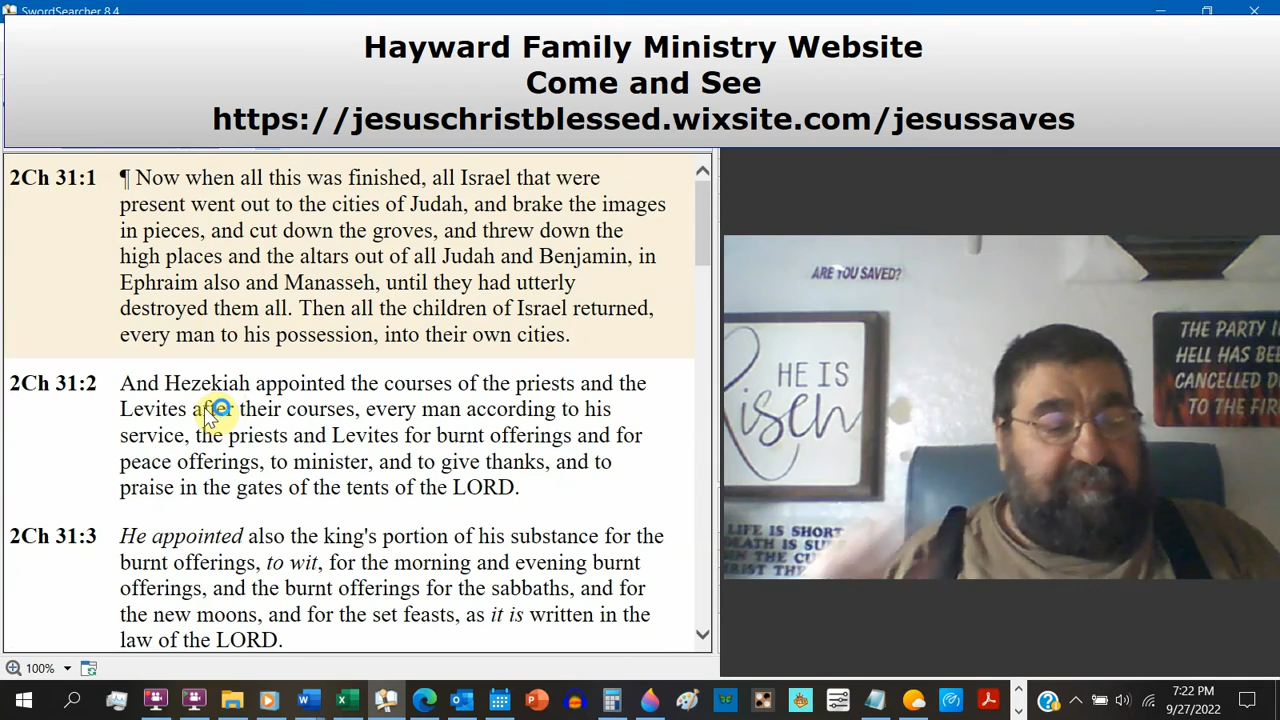 SwordSearcher 8.4
Hayward Family Ministry Website
Come and See
https://jesuschristblessed.wixsite.com/jesussaves
2Ch 31:1 ¶ Now when all this was finished, all Israel that were
present went out to the cities of Judah, and brake the images
in pieces, and cut down the groves, and threw down the
high places and the altars out of all Judah and Benjamin, in
Ephraim also and Manasseh, until they had utterly
destroyed them all. Then all the children of Israel returned,
every man to his possession, into their own cities.
2Ch 31:2 And Hezekiah appointed the courses of the priests and the
Levites after their courses, every man according to his
service, the priests and Levites for burnt offerings and for
peace offerings, to minister, and to give thanks, and to
praise in the gates of the tents of the LORD.
2Ch 31:3 He appointed also the king's portion of his substance for the
burnt offerings, to wit, for the morning and evening burnt
offerings, and the burnt offerings for the sabbaths, and for
the new moons, and for the set feasts, as it is written in the
law of the LORD.
100%
ARE YOU SAVED?
HE IS
Risen
THE PARTY I
HELL HAS BEE
CANCELLED D
TO THE FIR
LIFE IS SHORT
DEATH IS SU
THE CU
7:22 PM
9/27/2022